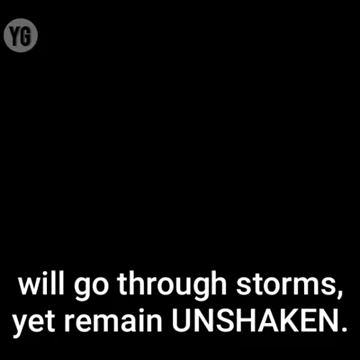 YG
will go through storms,
yet remain UNSHAKEN.